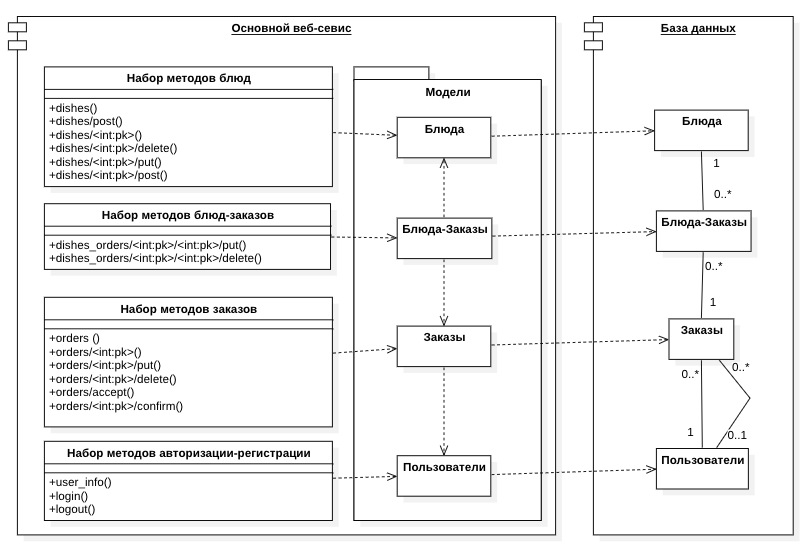 Основной веб-севис
Набор методов блюд
+dishes()
+dishes/post()
+dishes/<int:pk>()
+dishes/<int:pk>/delete()
+dishes/<int:pk>/put()
+dishes/<int:pk>/post()
Набор методов блюд-заказов
+dishes_orders/<int:pk>/<int:pk>/put()
+dishes_orders/<int:pk>/<int:pk>/delete()
Набор методов заказов
+orders ()
+orders/<int:pk>()
+orders/<int:pk>/put()
+orders/<int:pk>/delete()
+orders/accept()
+orders/<int:pk>/confirm()
Набор методов авторизации-регистрации
+user_info()
+login()
+logout()
Модели
Блюда
Блюда-Заказы
Заказы
Пользователи
База данных
Блюда
1
0..*
Блюда-Заказы
0..*
1
Заказы
0..*
0..*
1
0..1
Пользователи